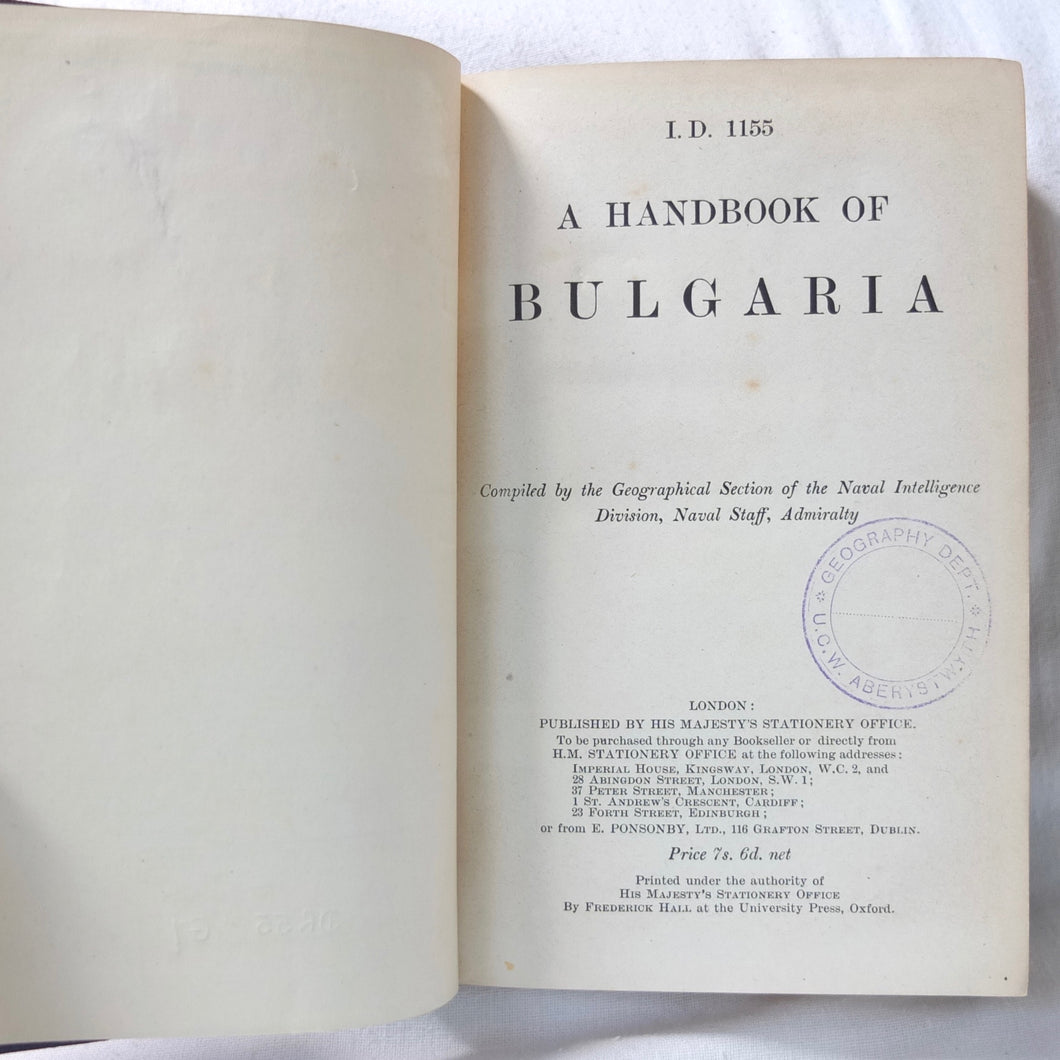 I. D. 1155
A HANDBOOK OF
BULGARIA
Compiled by the Geographical Section of the Naval Intelligence
Division, Naval Staff, Admiralty
GEOGRAPHY DEPT.
U.C.W. ABERYSTWYTH
LONDON:
PUBLISHED BY HIS MAJESTY'S STATIONERY OFFICE.
To be purchased through any Bookseller or directly from
H.M. STATIONERY OFFICE at the following addresses:
IMPERIAL HOUSE, KINGSWAY, LONDON, W.C. 2, and
28 ABINGDON STREET, LONDON, S.W. 1;
37 PETER STREET, MANCHESTER;
1 ST. ANDREW'S CRESCENT, CARDIFF;
23 FORTH STREET, EDINBURGH;
or from E. PONSONBY, LTD., 116 GRAFTON STREET, DUBLIN.
Price 7s. 6d. net
Printed under the authority of
HIS MAJESTY'S STATIONERY OFFICE
By FREDERICK HALL at the University Press, Oxford.